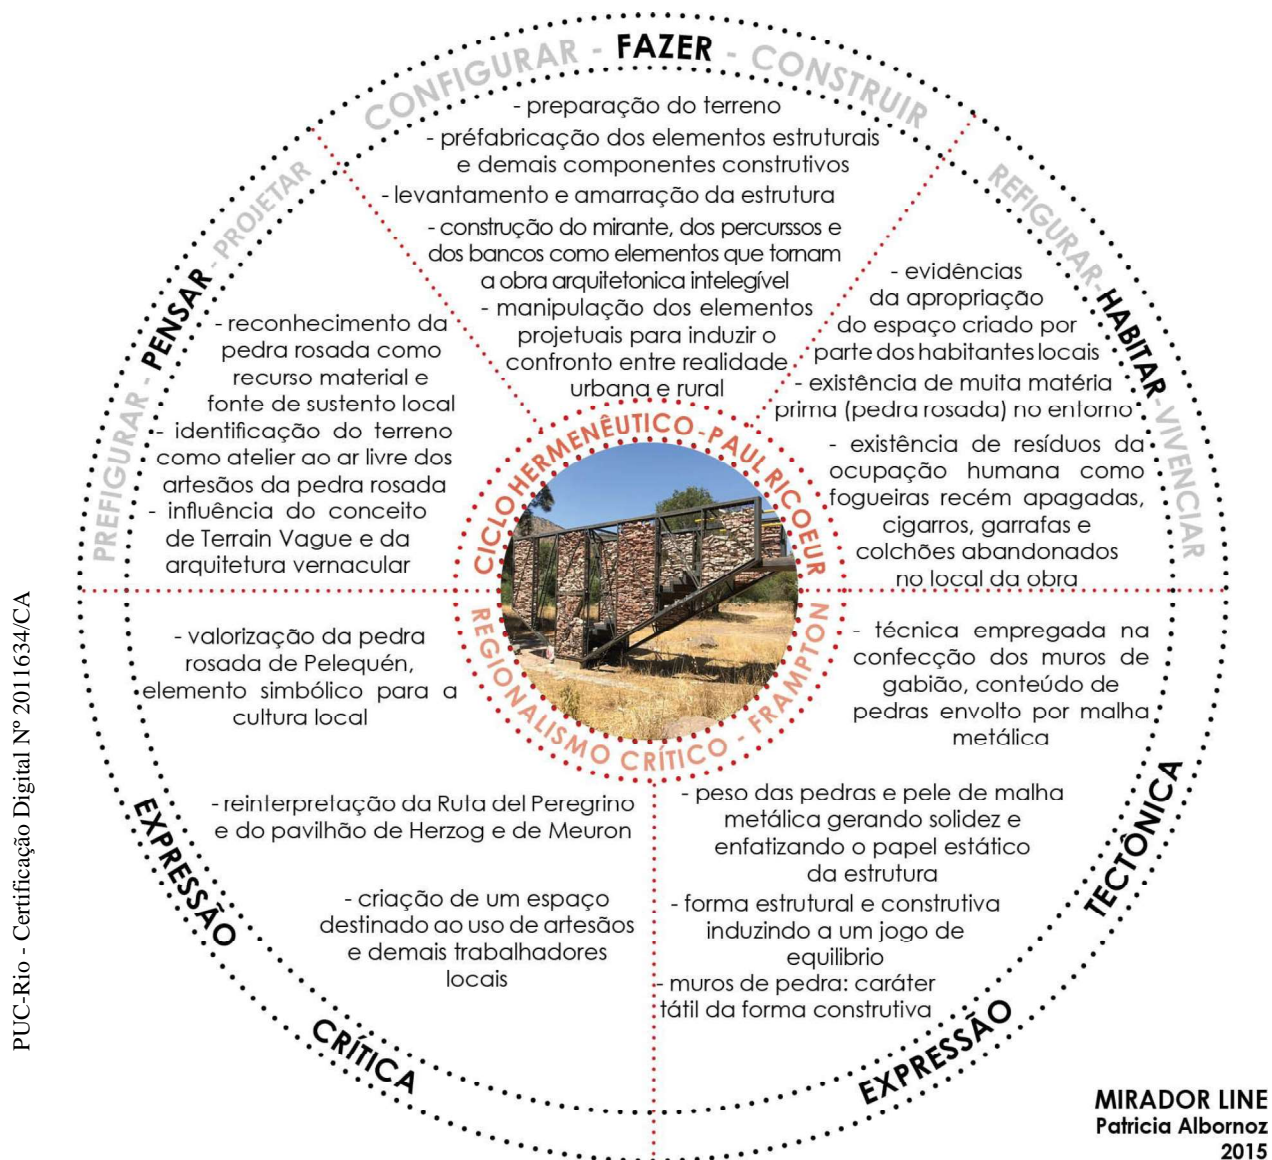 CONFIGURAR - FAZER - CONSTRUIR
- preparação do terreno
- préfabricação dos elementos estruturais
e demais componentes construtivos
- levantamento e amarração da estrutura
- construção do mirante, dos percurssos e
dos bancos como elementos que tornam
a obra arquitetonica intelegível
- manipulação dos elementos
projetuais para induzir o
confronto entre realidade
urbana e rural
PREFIGURAR - PENSAR - PROJETAR
- reconhecimento da
pedra rosada como
recurso material e
fonte de sustento local
- identificação do terreno
como atelier ao ar livre dos
artesãos da pedra rosada
- influência do conceito
de Terrain Vague e da
arquitetura vernacular
REFIGURAR-HABITAR-VIVENCIAR
- evidências
da apropriação
do espaço criado por
parte dos habitantes locais
- existência de muita matéria
prima (pedra rosada) no entorno
- existência de resíduos da
ocupação humana como
fogueiras recém apagadas,
cigarros, garrafas e
colchões abandonados
no local da obra
CICLO HERMENÊUTICO-PAUL RICOEUR
REGIONALISMO CRÍTICO - FRAMPTON
- valorização da pedra
rosada de Pelequén,
elemento simbólico para a
cultura local
- reinterpretação da Ruta del Peregrino
e do pavilhão de Herzog e de Meuron
- criação de um espaço
destinado ao uso de artesãos
e demais trabalhadores
locais
EXPRESSÃO
CRÍTICA
- técnica empregada na
confecção dos muros de
gabião, conteúdo de
pedras envolto por malha
metálica
- peso das pedras e pele de malha
metálica gerando solidez e
enfatizando o papel estático
da estrutura
- forma estrutural e construtiva
induzindo a um jogo de
equilibrio
- muros de pedra: caráter
tátil da forma construtiva
EXPRESSÃO
TECTÔNICA
MIRADOR LINE
Patricia Albornoz
2015
PUC-Rio - Certificação Digital Nº 2011634/CA